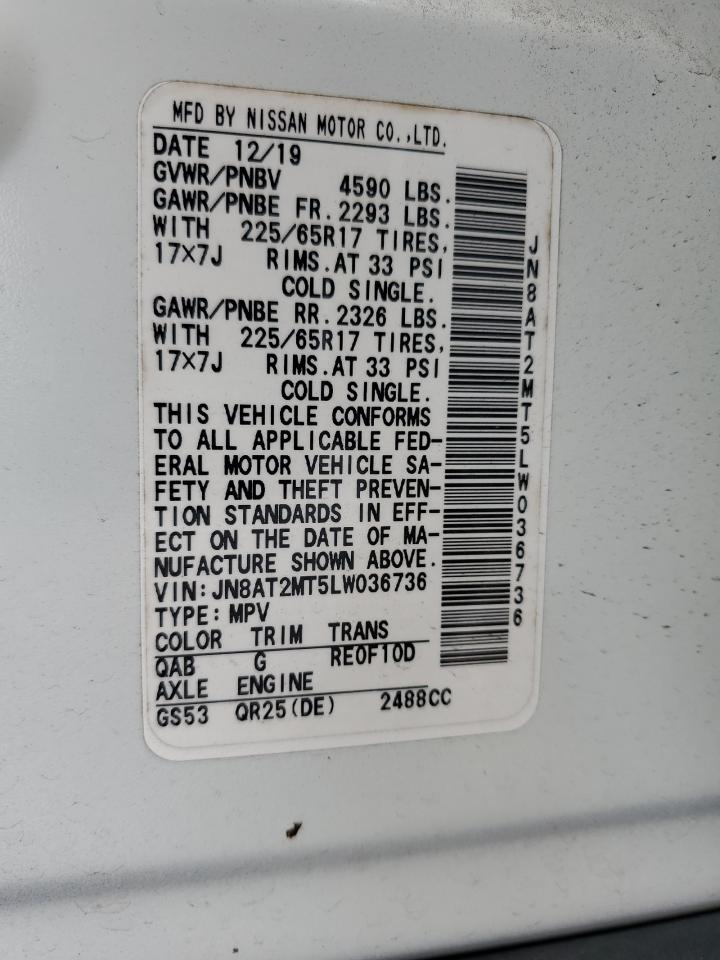 MFD BY NISSAN MOTOR CO.,LTD.
DATE 12/19
GVWR/PNBV 4590 LBS.
GAWR/PNBE FR.2293 LBS.
WITH 225/65R17 TIRES,
17×7J RIMS.AT 33 PSI
COLD SINGLE.
GAWR/PNBE RR.2326 LBS.
WITH 225/65R17 TIRES,
17×7J RIMS.AT 33 PSI
COLD SINGLE.
THIS VEHICLE CONFORMS
TO ALL APPLICABLE FED-
ERAL MOTOR VEHICLE SA-
FETY AND THEFT PREVEN-
TION STANDARDS IN EFF-
ECT ON THE DATE OF MA-
NUFACTURE SHOWN ABOVE.
VIN:JN8AT2MT5LW036736
TYPE:MPV
COLOR TRIM TRANS
QAB G RE0F10D
AXLE ENGINE
GS53 QR25(DE) 2488CC
JN8AT2MT5LW036736